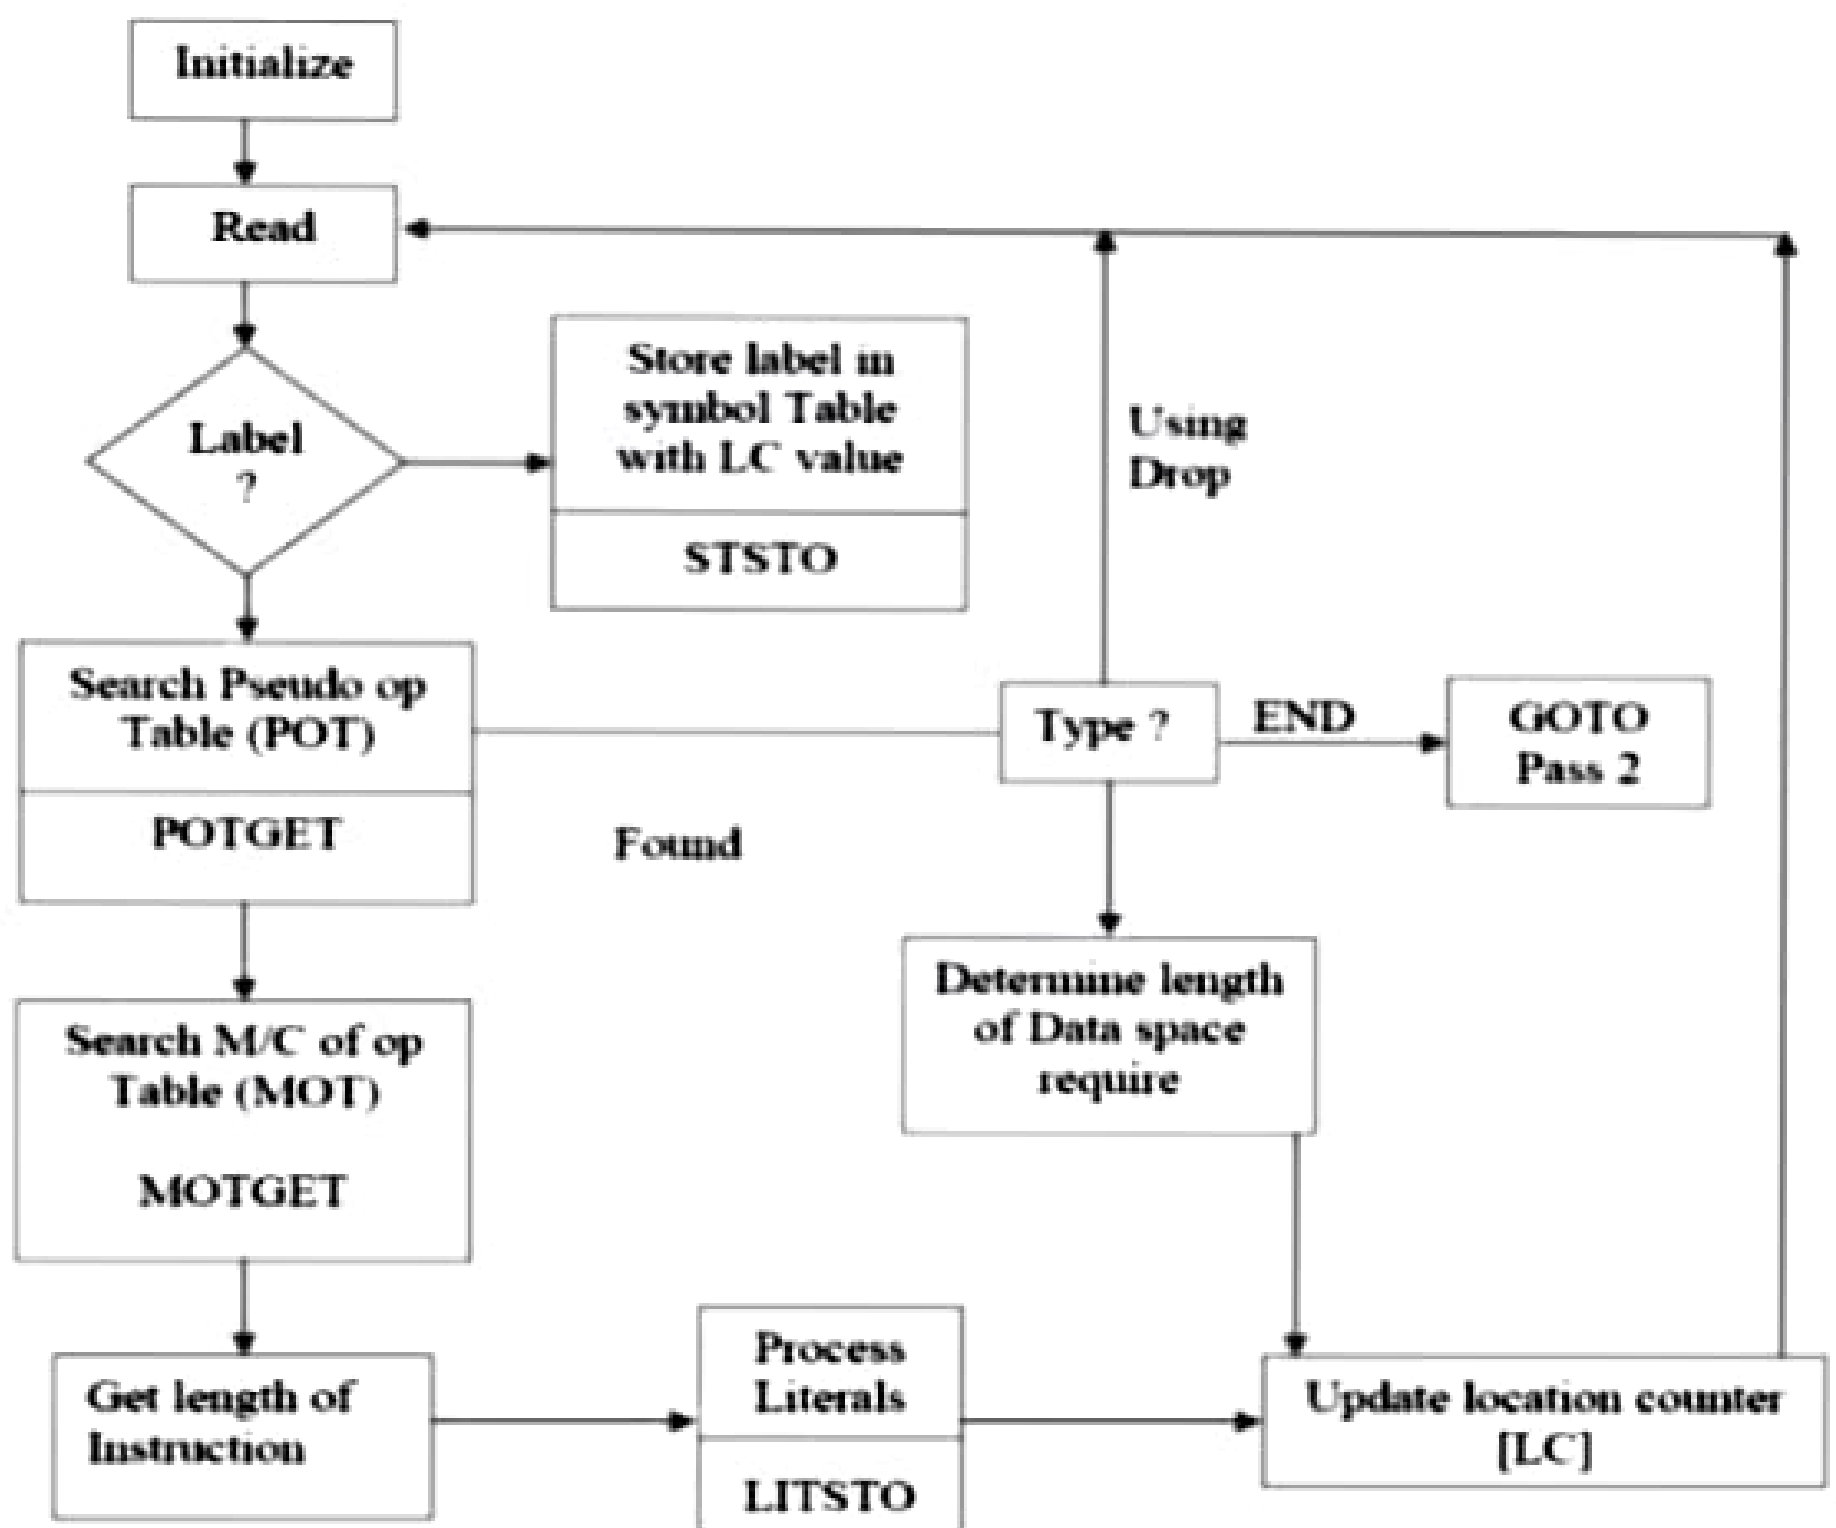 Initialize
Read
Label
?
Store label in
symbol Table
with LC value
STSTO
Using
Drop
Search Pseudo op
Table (POT)
POTGET
Found
Type ?
END
GOTO
Pass 2
Search M/C of op
Table (MOT)
MOTGET
Determine length
of Data space
require
Get length of
Instruction
Process
Literals
LITSTO
Update location counter
[LC]